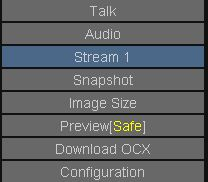 Talk
Audio
Stream 1
Snapshot
Image Size
Preview[Safe]
Download OCX
Configuration